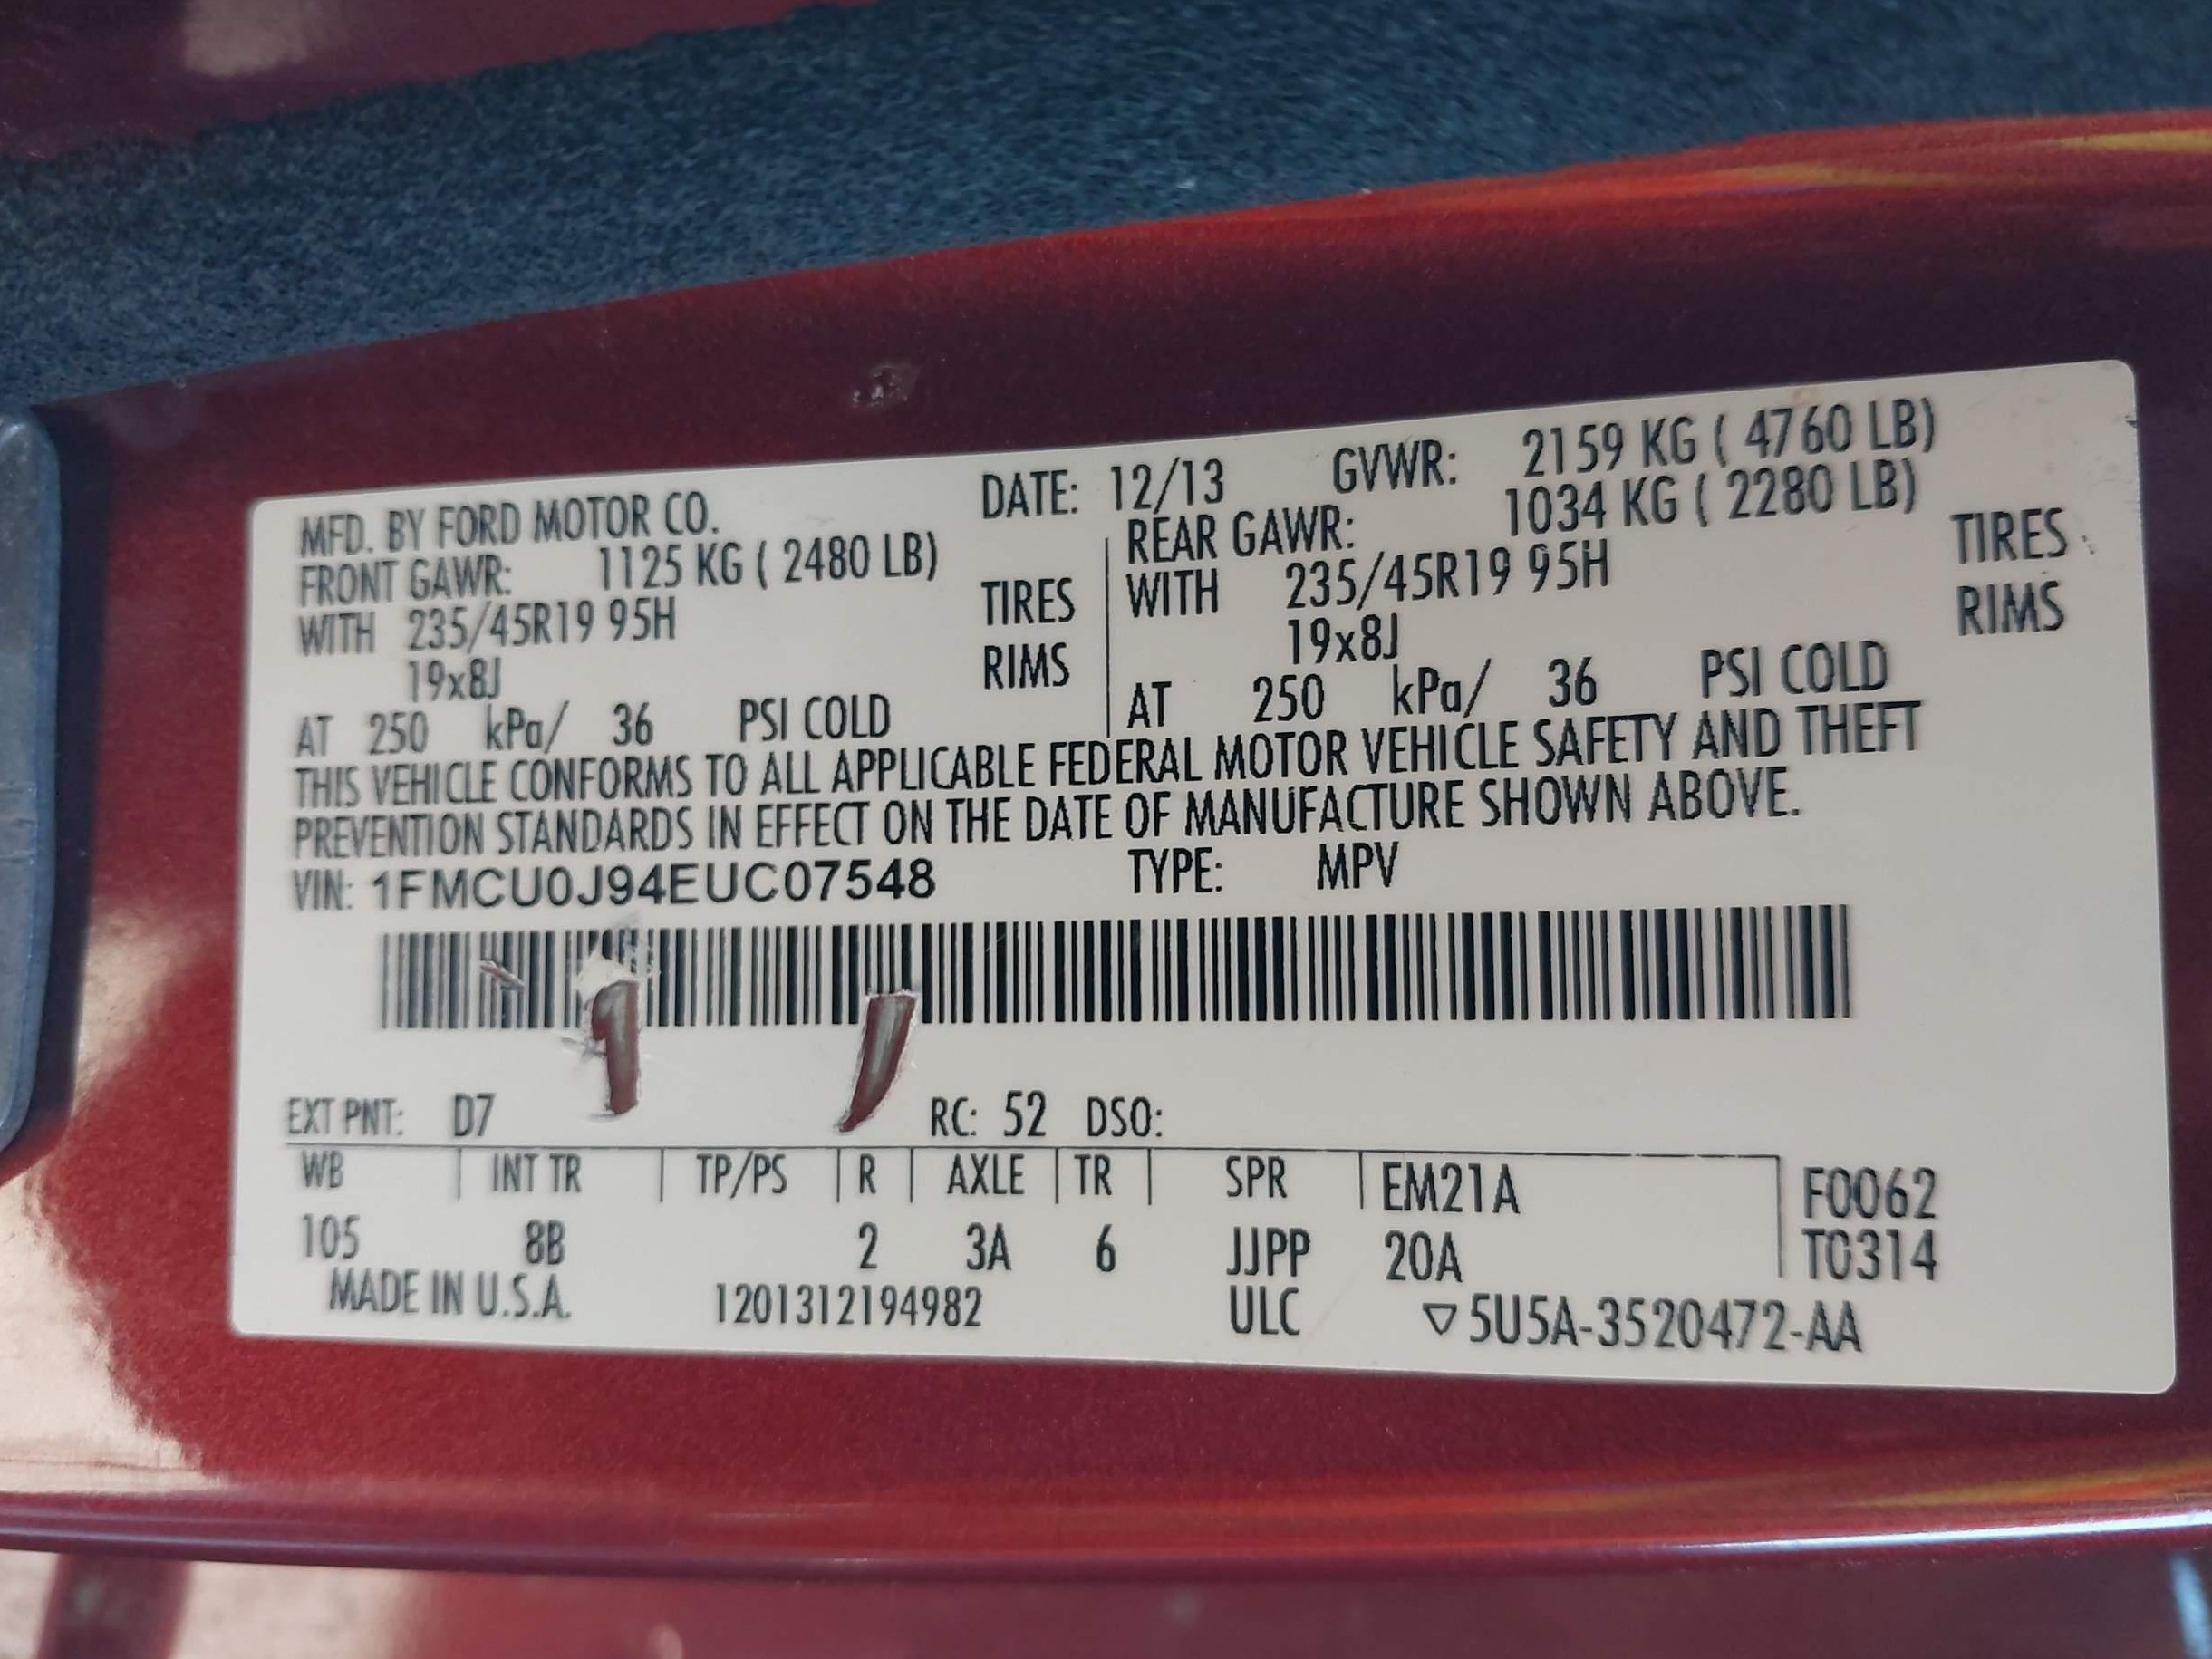 MFD. BY FORD MOTOR CO. DATE: 12/13 GVWR: 2159 KG ( 4760 LB)
FRONT GAWR: 1125 KG ( 2480 LB) REAR GAWR: 1034 KG ( 2280 LB)
WITH 235/45R19 95H TIRES WITH 235/45R19 95H TIRES
19x8J RIMS 19x8J RIMS
AT 250 kPa/ 36 PSI COLD AT 250 kPa/ 36 PSI COLD
THIS VEHICLE CONFORMS TO ALL APPLICABLE FEDERAL MOTOR VEHICLE SAFETY AND THEFT
PREVENTION STANDARDS IN EFFECT ON THE DATE OF MANUFACTURE SHOWN ABOVE.
VIN: 1FMCU0J94EUC07548 TYPE: MPV
EXT PNT: D7 RC: 52 DSO:
WB INT TR TP/PS R AXLE TR SPR EM21A F0062
105 8B 2 3A 6 JJPP 20A T0314
MADE IN U.S.A. 1201312194982 ULC ▽5U5A-3520472-AA